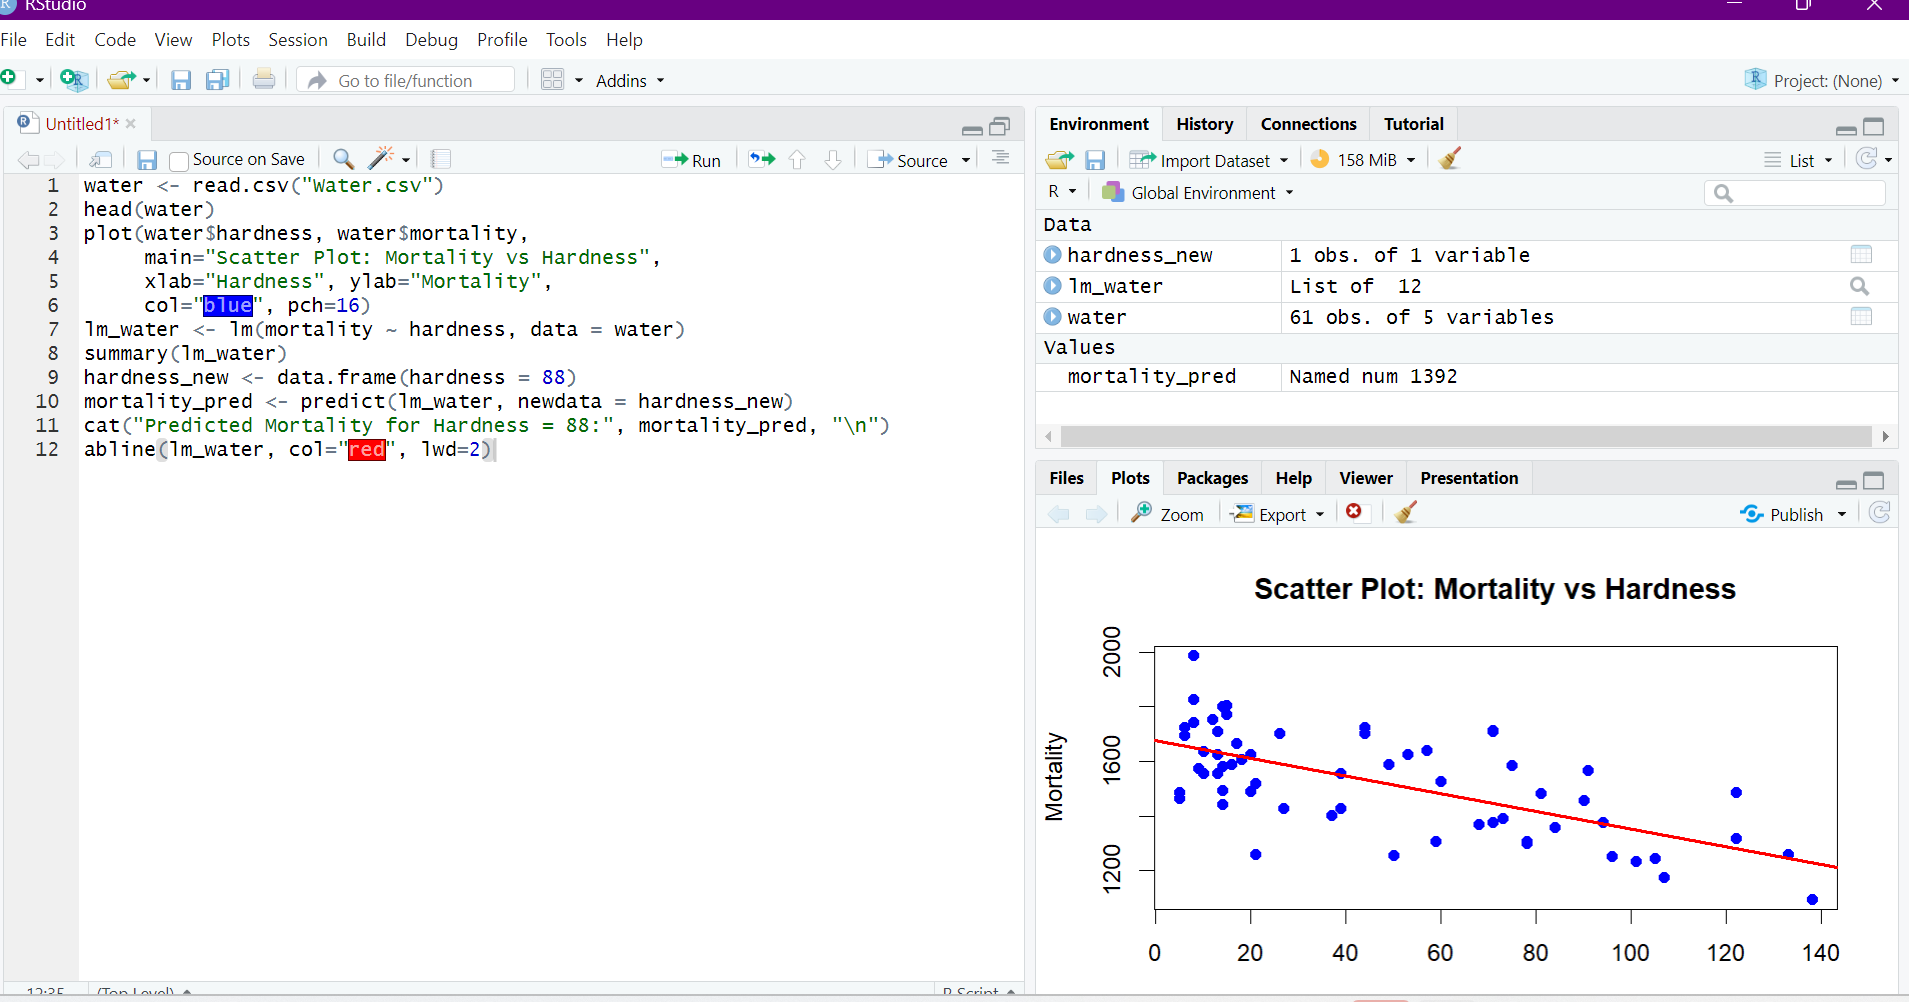 RStudio
File Edit Code View Plots Session Build Debug Profile Tools Help
Go to file/function Addins Project: (None)
Untitled1*
Source on Save Run Source
1 water <- read.csv("Water.csv")
2 head(water)
3 plot(water$hardness, water$mortality,
4 main="Scatter Plot: Mortality vs Hardness",
5 xlab="Hardness", ylab="Mortality",
6 col="blue", pch=16)
7 lm_water <- lm(mortality ~ hardness, data = water)
8 summary(lm_water)
9 hardness_new <- data.frame(hardness = 88)
10 mortality_pred <- predict(lm_water, newdata = hardness_new)
11 cat("Predicted Mortality for Hardness = 88:", mortality_pred, "\n")
12 abline(lm_water, col="red", lwd=2)
12:35 (Top Level) R Script
Environment History Connections Tutorial
Import Dataset 158 MiB List
R Global Environment
Data
hardness_new 1 obs. of 1 variable
lm_water List of 12
water 61 obs. of 5 variables
Values
mortality_pred Named num 1392
Files Plots Packages Help Viewer Presentation
Zoom Export Publish
Scatter Plot: Mortality vs Hardness
Mortality
2000
1600
1200
0 20 40 60 80 100 120 140